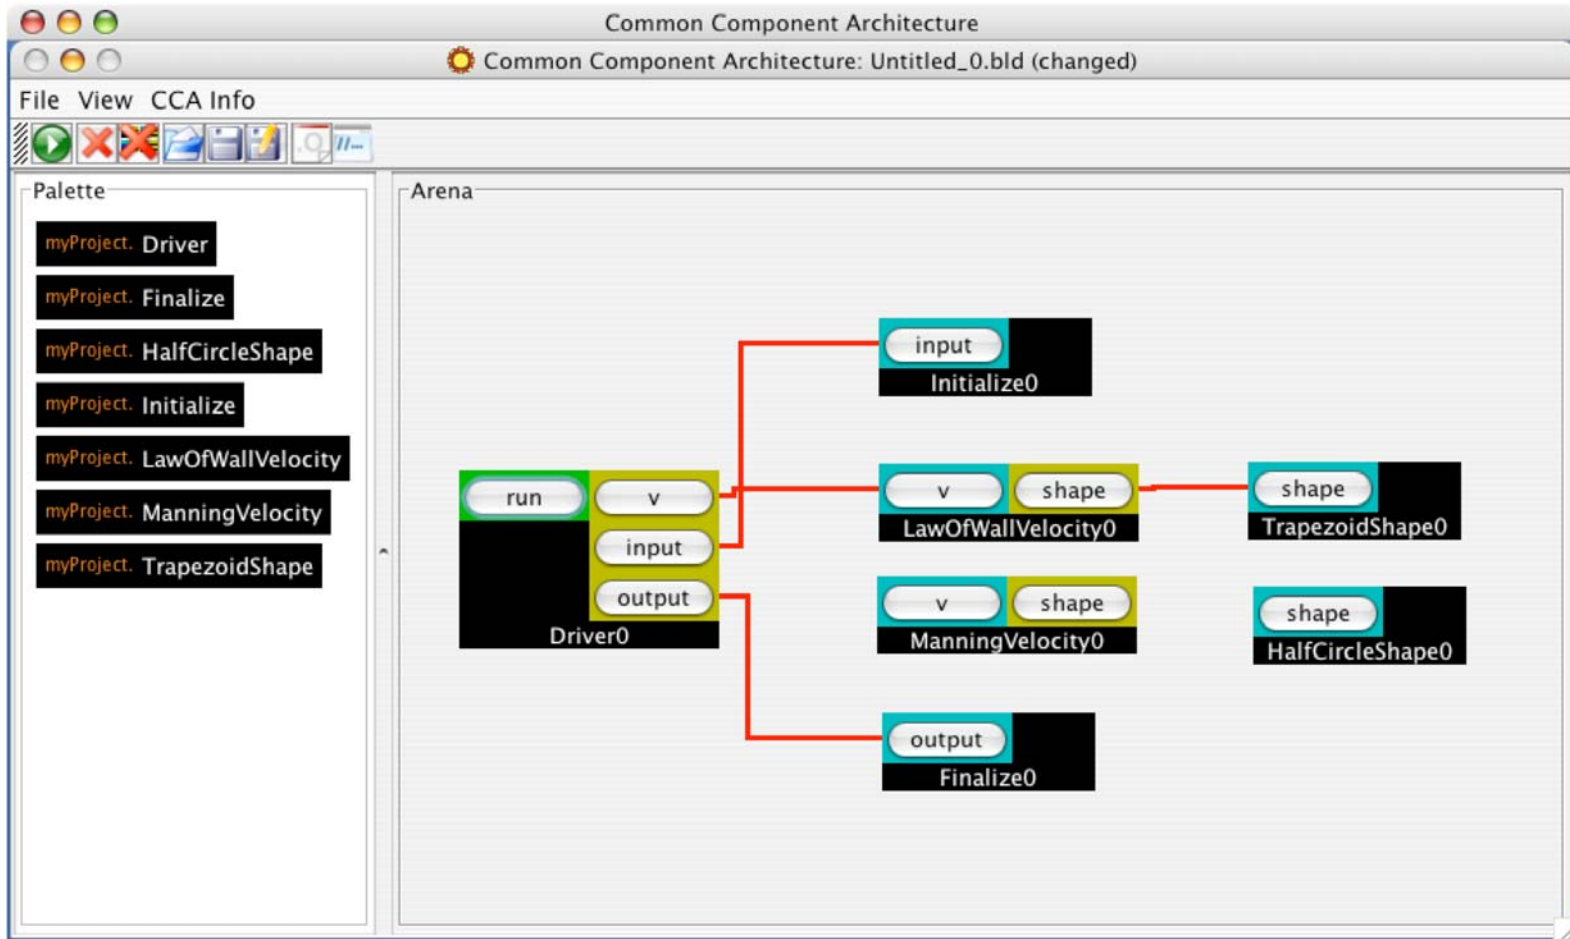 Common Component Architecture
Common Component Architecture: Untitled_0.bld (changed)
File View CCA Info
Palette
myProject. Driver
myProject. Finalize
myProject. HalfCircleShape
myProject. Initialize
myProject. LawOfWallVelocity
myProject. ManningVelocity
myProject. TrapezoidShape
Arena
input
Initialize0
run v
input
output
Driver0
v shape
LawOfWallVelocity0
shape
TrapezoidShape0
v shape
ManningVelocity0
shape
HalfCircleShape0
output
Finalize0